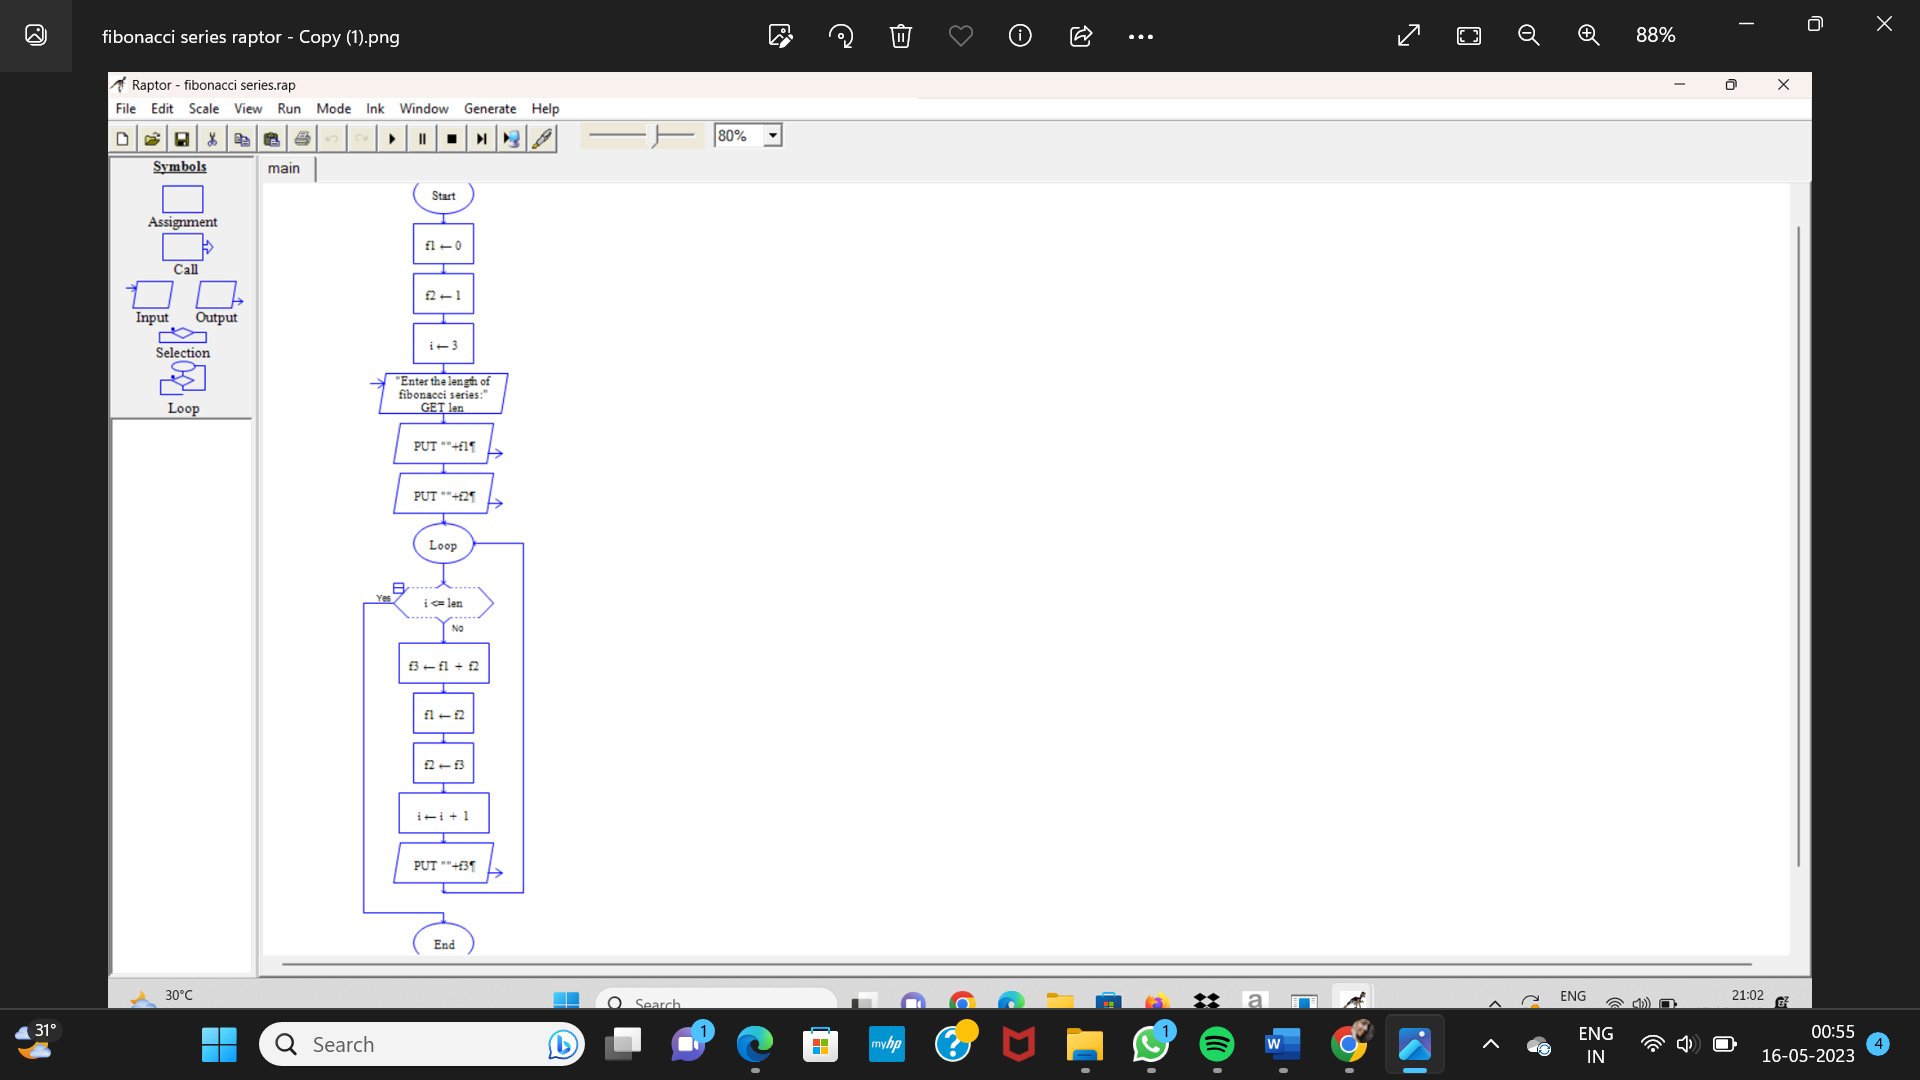 fibonacci series raptor - Copy (1).png
88%
Raptor - fibonacci series.rap
File Edit Scale View Run Mode Ink Window Generate Help
80%
Symbols
Assignment
Call
Input Output
Selection
Loop
main
Start
f1 ← 0
f2 ← 1
i ← 3
"Enter the length of
fibonacci series:"
GET len
PUT ""+f1¶
PUT ""+f2¶
Loop
Yes
i <= len
No
f3 ← f1 + f2
f1 ← f2
f2 ← f3
i ← i + 1
PUT ""+f3¶
End
30°C
Search
a
ENG
21:02
31°
Search
1
myhp
?
1
W
ENG
IN
00:55
16-05-2023
4